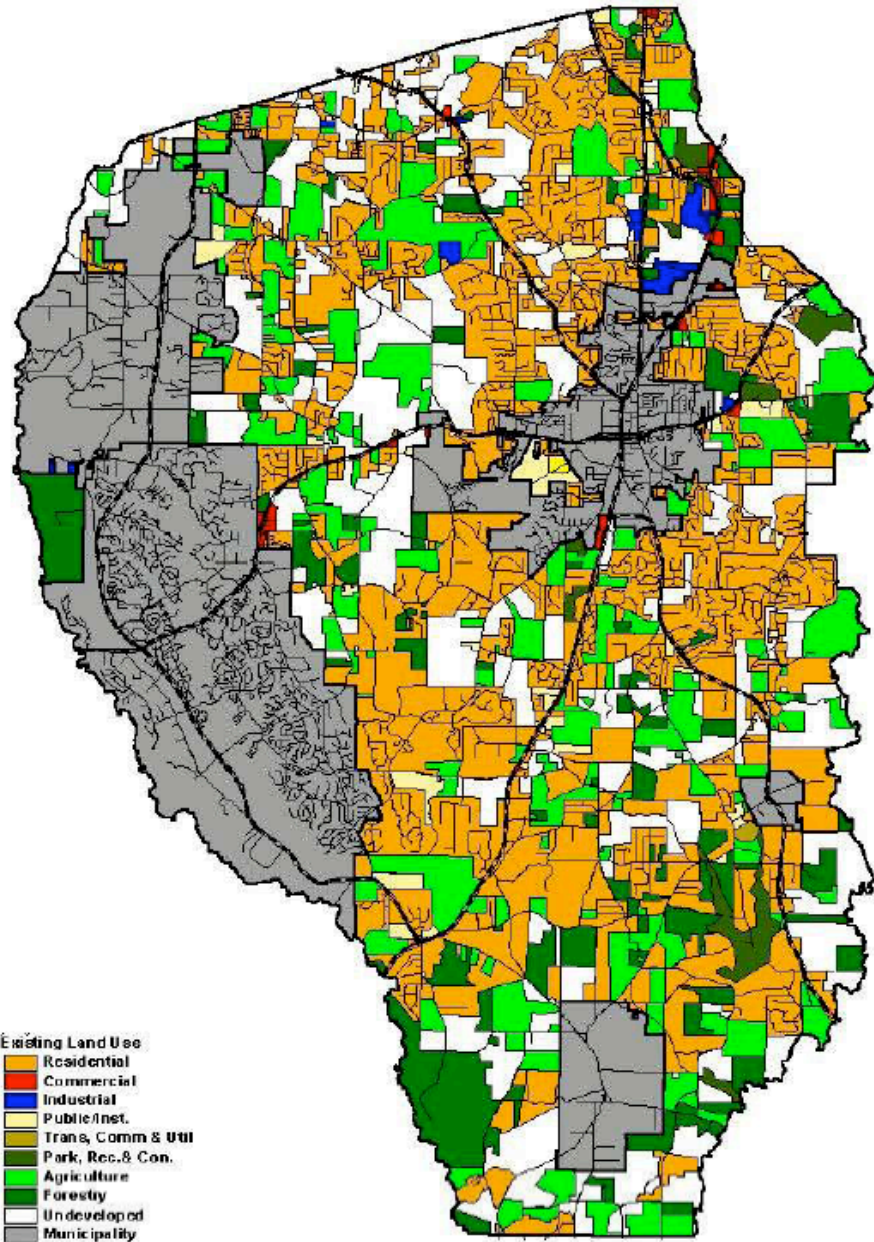 Existing Land Use
Residential
Commercial
Industrial
Public/Inst.
Trans, Comm & Util
Park, Rec.& Con.
Agriculture
Forestry
Undeveloped
Municipality